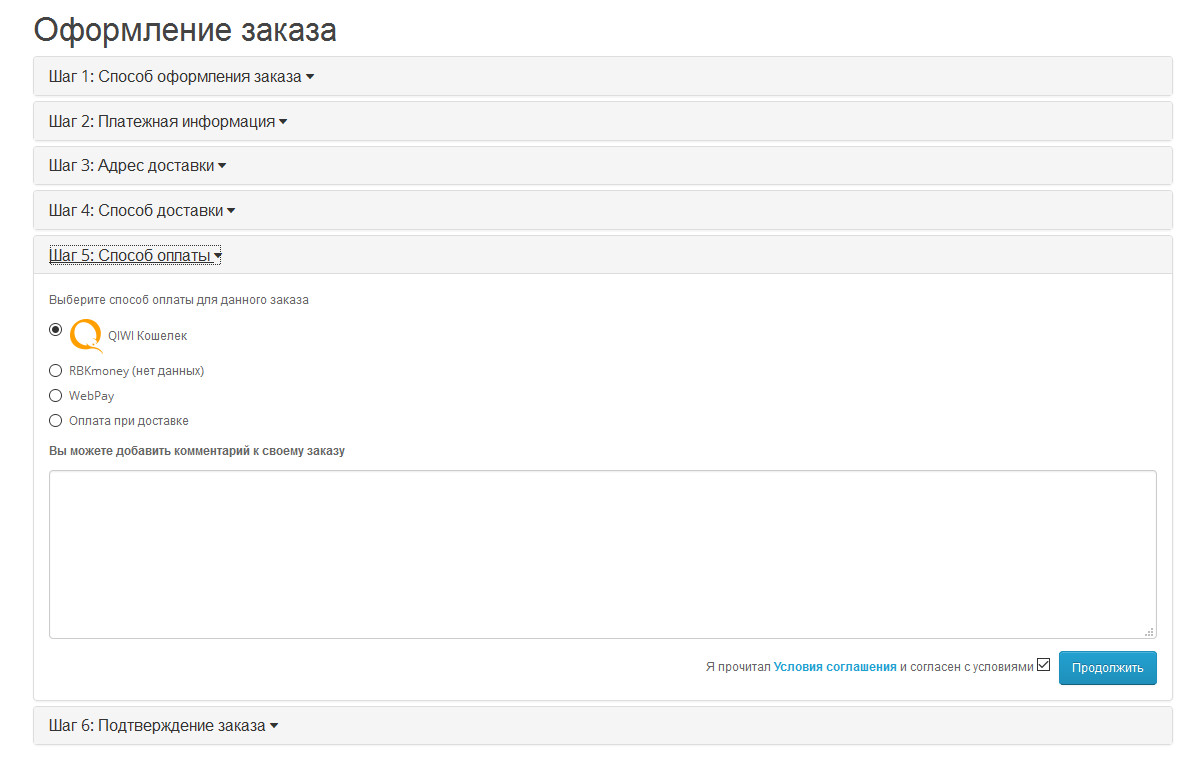 Оформление заказа
Шаг 1: Способ оформления заказа
Шаг 2: Платежная информация
Шаг 3: Адрес доставки
Шаг 4: Способ доставки
Шаг 5: Способ оплаты
Выберите способ оплаты для данного заказа
QIWI Кошелек
RBKmoney (нет данных)
WebPay
Оплата при доставке
Вы можете добавить комментарий к своему заказу
Я прочитал Условия соглашения и согласен с условиями Продолжить
Шаг 6: Подтверждение заказа